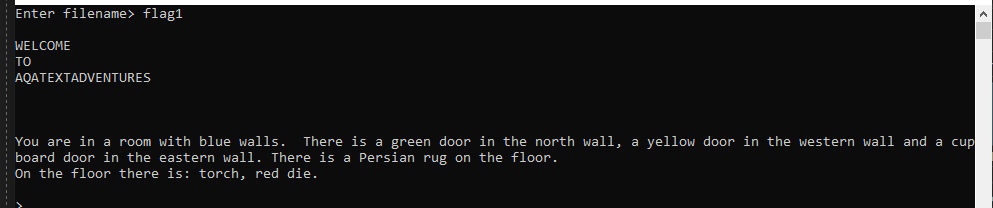 Enter filename> flag1
WELCOME
TO
AQATEXTADVENTURES
You are in a room with blue walls.  There is a green door in the north wall, a yellow door in the western wall and a cup
board door in the eastern wall. There is a Persian rug on the floor.
On the floor there is: torch, red die.
>